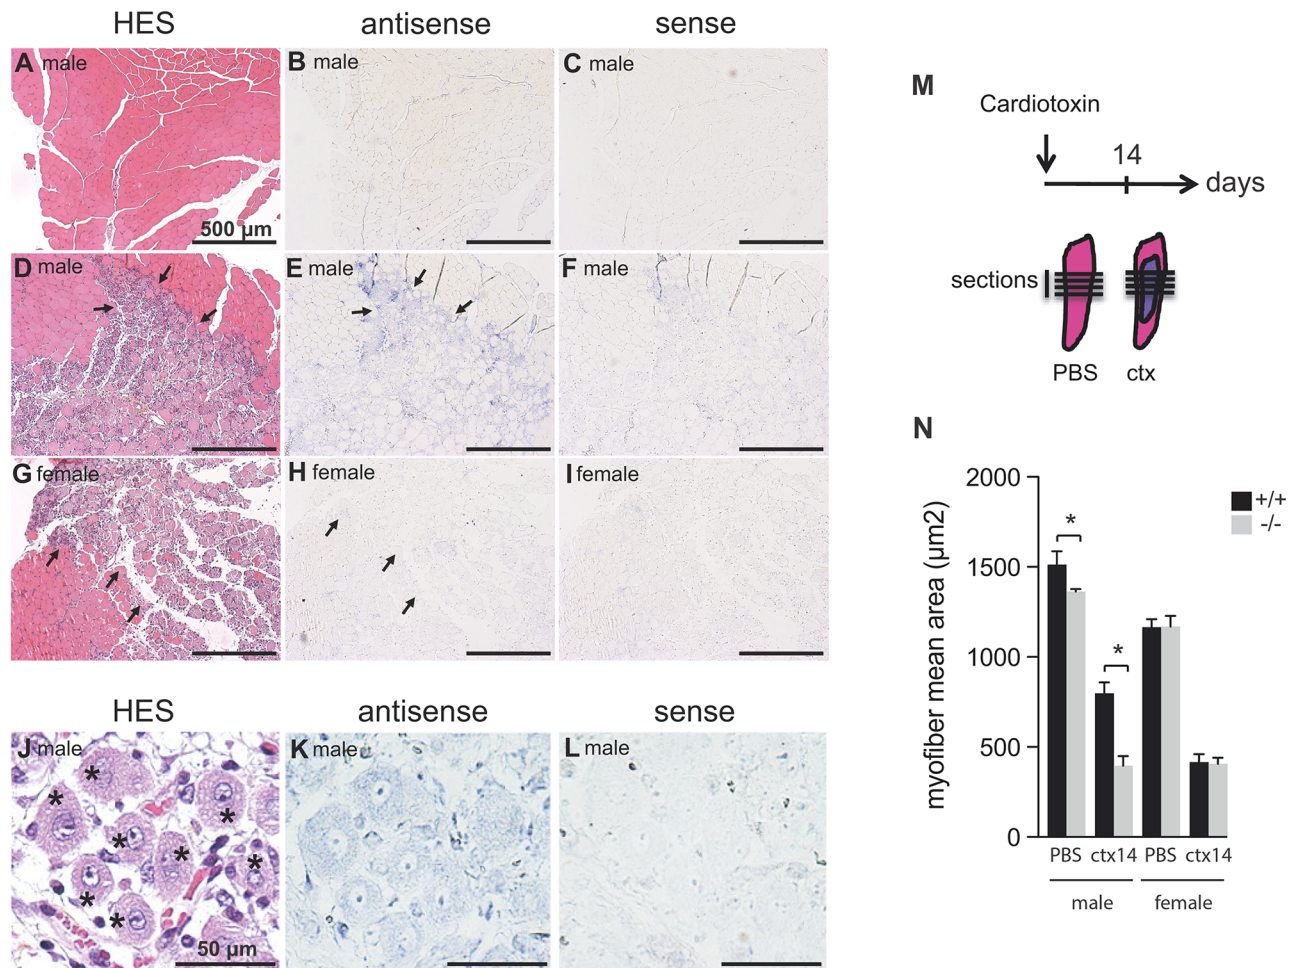 HES antisense sense
A male B male C male
500 µm
D male E male F male
G female H female I female
HES antisense sense
J male K male L male
* * * * * * * * *
50 µm
M
Cardiotoxin
14
days
sections
PBS ctx
N
myofiber mean area (µm2)
2000
1500
1000
500
0
* *
+/+
-/-
PBS ctx14 PBS ctx14
male female